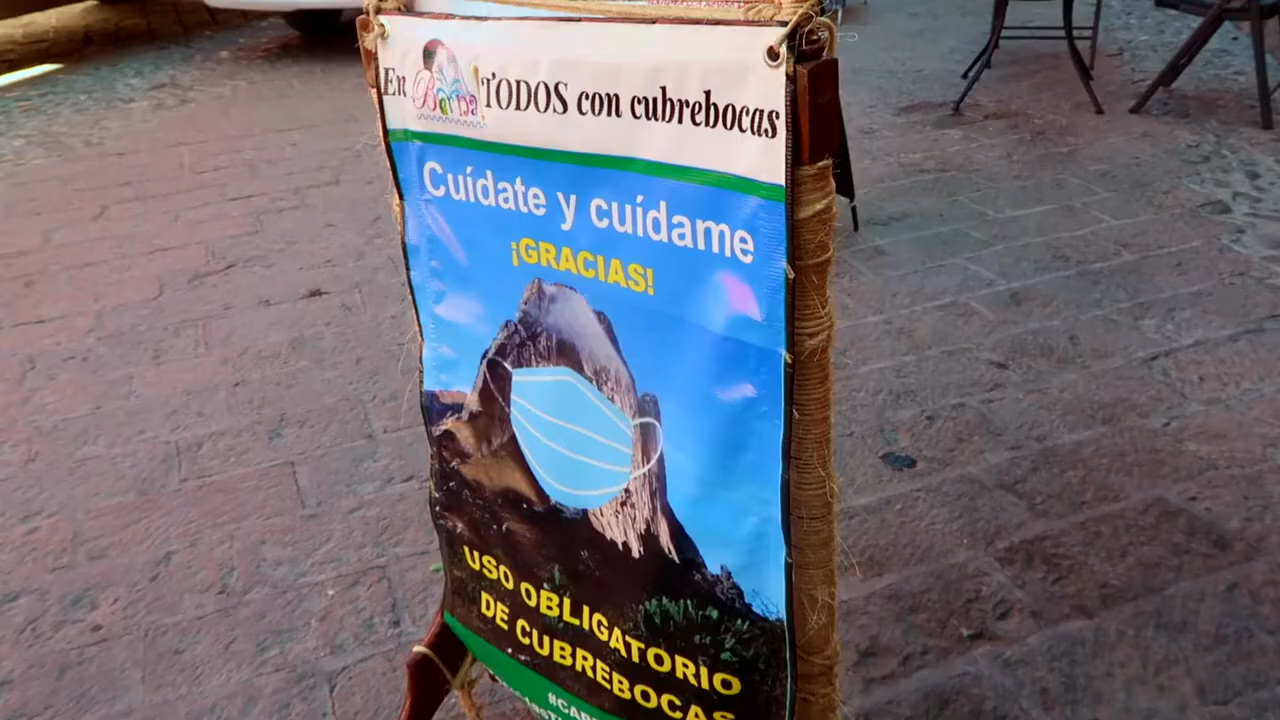 En Bernal TODOS con cubrebocas
Cuídate y cuídame
¡GRACIAS!
USO OBLIGATORIO
DE CUBREBOCAS